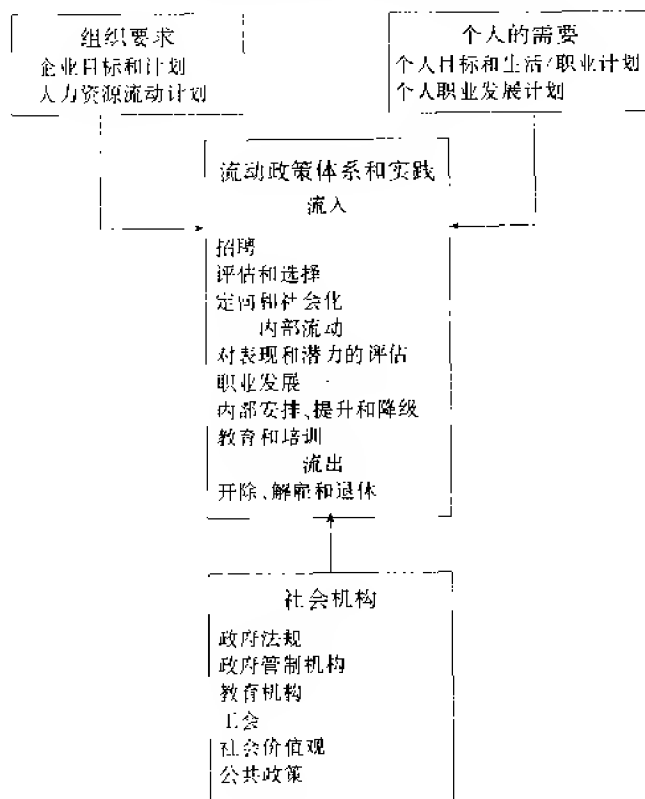 组织要求
企业目标和计划
人力资源流动计划
个人的需要
个人目标和生活/职业计划
个人职业发展计划
流动政策体系和实践
流入
招聘
评估和选择
定向和社会化
内部流动
对表现和潜力的评估
职业发展
内部安排、提升和降级
教育和培训
流出
开除、解雇和退休
社会机构
政府法规
政府管制机构
教育机构
工会
社会价值观
公共政策